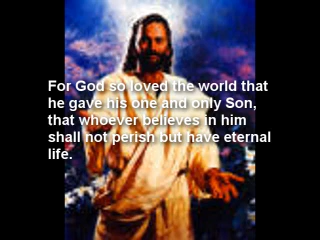 For God so loved the world that
he gave his one and only Son,
that whoever believes in him
shall not perish but have eternal
life.